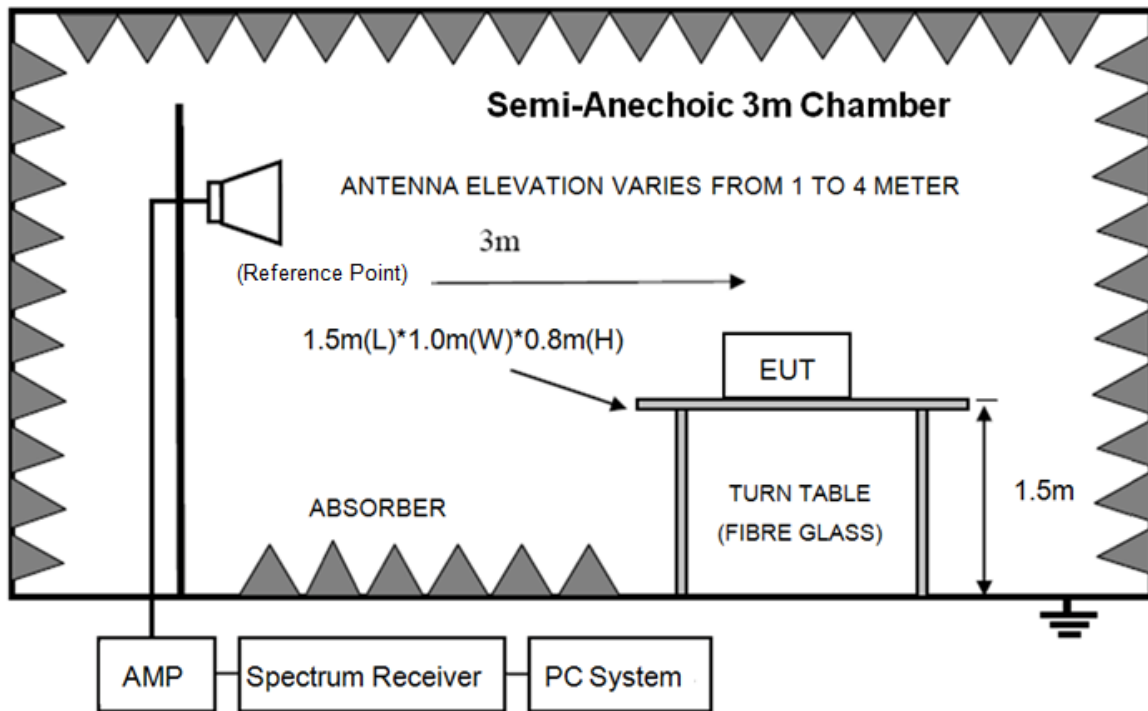 Semi-Anechoic 3m Chamber
ANTENNA ELEVATION VARIES FROM 1 TO 4 METER
3m
(Reference Point)
1.5m(L)*1.0m(W)*0.8m(H)
EUT
1.5m
TURN TABLE
(FIBRE GLASS)
ABSORBER
AMP
Spectrum Receiver
PC System